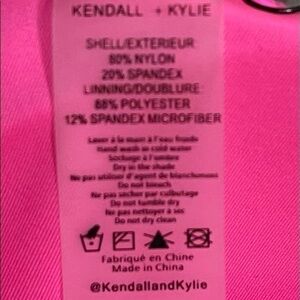 KENDALL + KYLIE
SHELL/EXTERIEUR
80% NYLON
20% SPANDEX
LINNING/DOUBLURE
88% POLYESTER
12% SPANDEX MICROFIBER
Laver à la main à l'eau froide
Hand wash in cold water
Sechage à l'ombre
Dry in the shade
Ne pas utiliser d'agent de blanchiment
Do not bleach
Ne pas sécher par culbutage
Do not tumble dry
Ne pas nettoyer à sec
Do not dry clean
Fabriqué en Chine
Made in China
@KendallandKylie